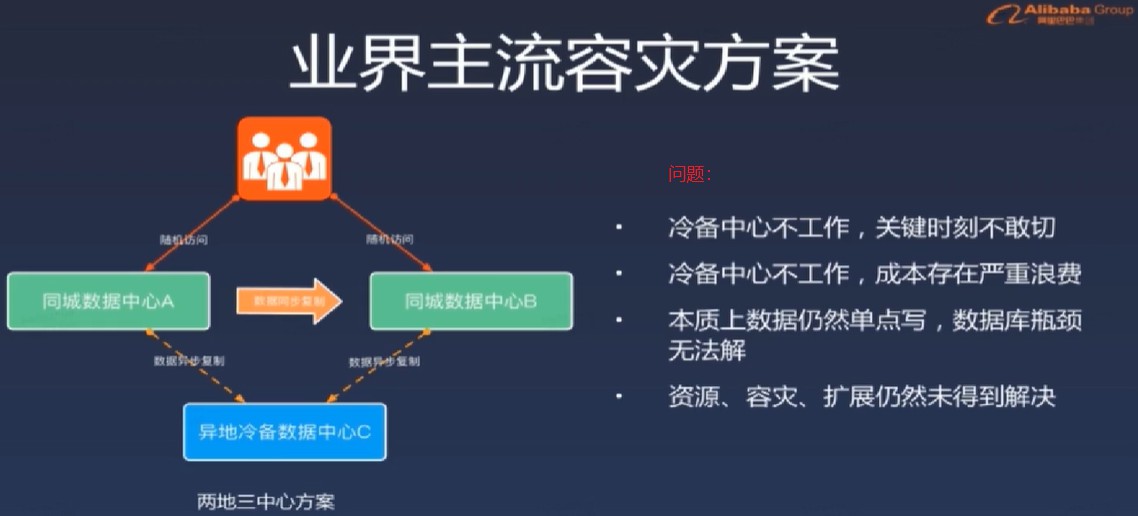 Alibaba Group
阿里巴巴集团
业界主流容灾方案
随机访问
随机访问
同城数据中心A
数据同步复制
同城数据中心B
数据异步复制
数据异步复制
异地冷备数据中心C
两地三中心方案
问题：
· 冷备中心不工作，关键时刻不敢切
· 冷备中心不工作，成本存在严重浪费
· 本质上数据仍然单点写，数据库瓶颈
无法解
· 资源、容灾、扩展仍然未得到解决